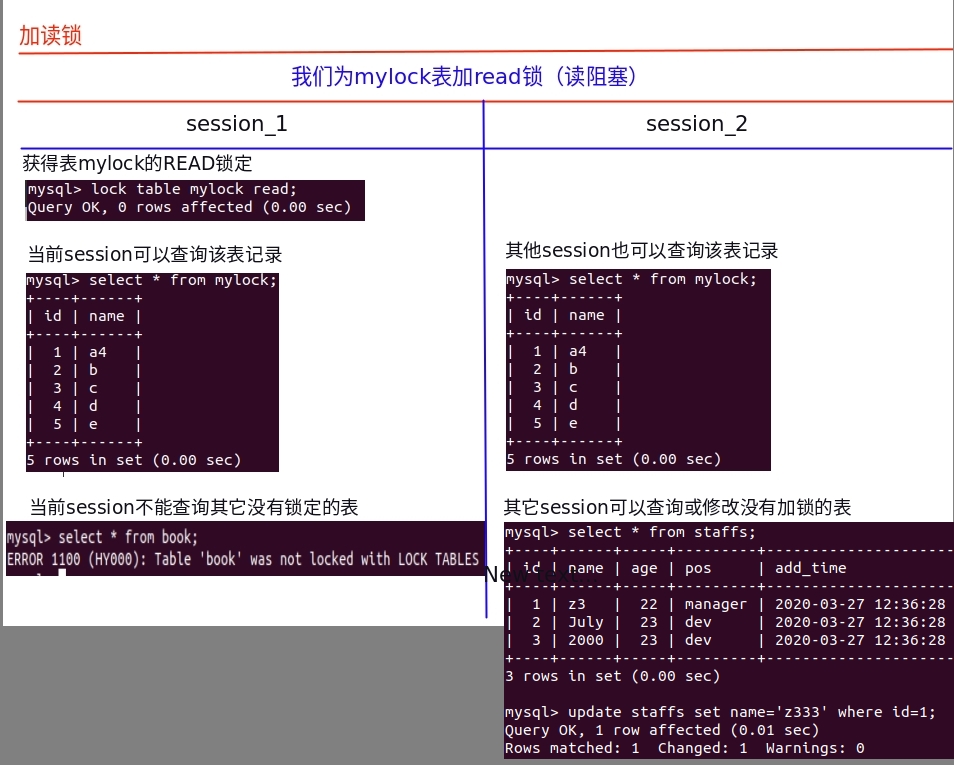 加读锁
我们为mylock表加read锁（读阻塞）
session_1
session_2
获得表mylock的READ锁定
mysql> lock table mylock read;
Query OK, 0 rows affected (0.00 sec)
当前session可以查询该表记录
mysql> select * from mylock;
+----+------+
| id | name |
+----+------+
|  1 | a4   |
|  2 | b    |
|  3 | c    |
|  4 | d    |
|  5 | e    |
+----+------+
5 rows in set (0.00 sec)
当前session不能查询其它没有锁定的表
mysql> select * from book;
ERROR 1100 (HY000): Table 'book' was not locked with LOCK TABLES
其他session也可以查询该表记录
mysql> select * from mylock;
+----+------+
| id | name |
+----+------+
|  1 | a4   |
|  2 | b    |
|  3 | c    |
|  4 | d    |
|  5 | e    |
+----+------+
5 rows in set (0.00 sec)
其它session可以查询或修改没有加锁的表
mysql> select * from staffs;
+----+------+-----+---------+--------------------
| id | name | age | pos     | add_time
New text...
+----+------+-----+---------+--------------------
|  1 | z3   |  22 | manager | 2020-03-27 12:36:28
|  2 | July |  23 | dev     | 2020-03-27 12:36:28
|  3 | 2000 |  23 | dev     | 2020-03-27 12:36:28
+----+------+-----+---------+--------------------
3 rows in set (0.00 sec)
mysql> update staffs set name='z333' where id=1;
Query OK, 1 row affected (0.01 sec)
Rows matched: 1  Changed: 1  Warnings: 0